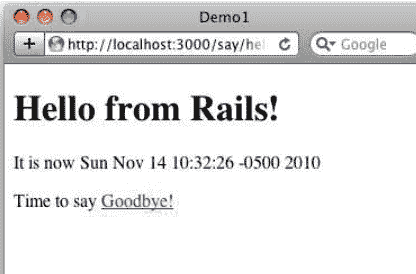 Demo1
http://localhost:3000/say/hel
Google
Hello from Rails!
It is now Sun Nov 14 10:32:26 -0500 2010
Time to say Goodbye!